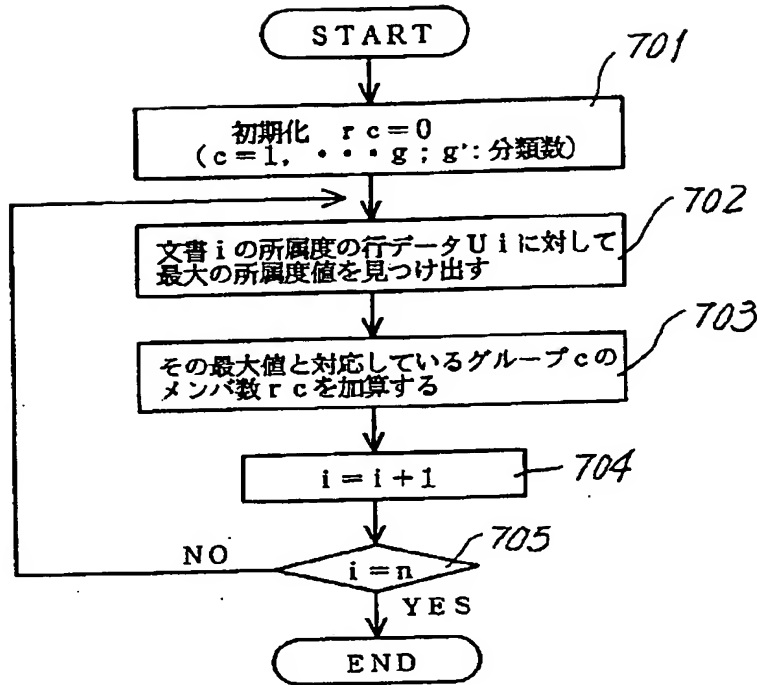 START
701
初期化 rc=0
(c=1, ・・・g;g':分類数)
702
文書iの所属度の行データUiに対して
最大の所属度値を見つけ出す
703
その最大値と対応しているグループcの
メンバ数rcを加算する
704
i=i+1
705
i=n
NO
YES
END